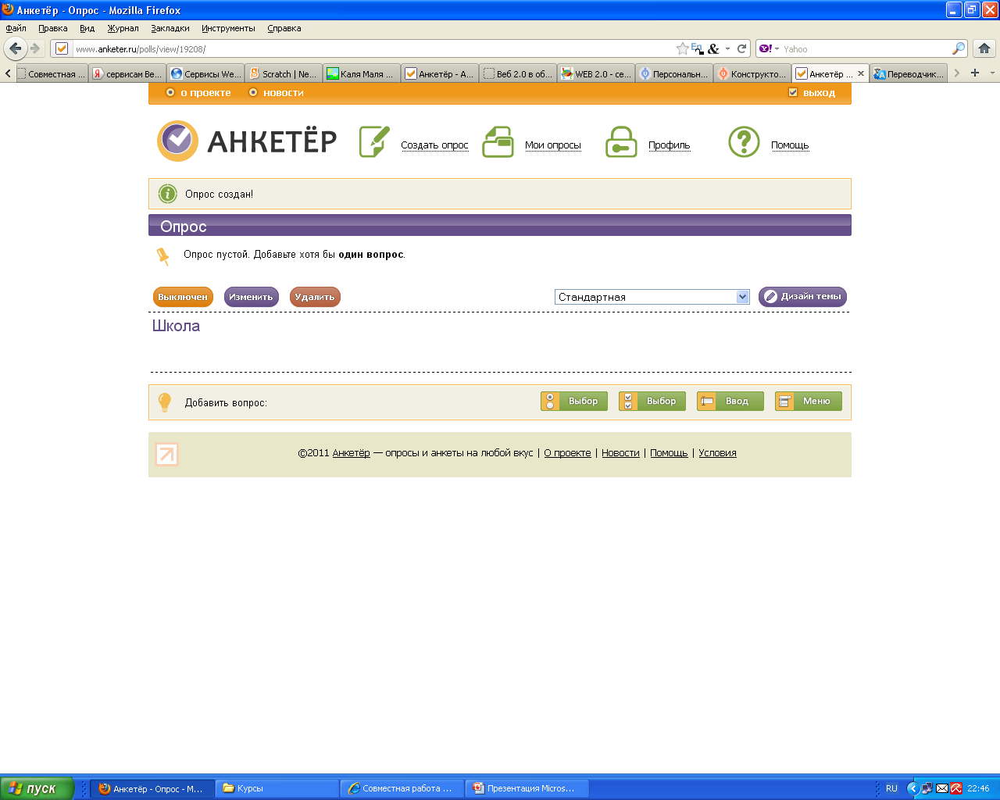 Анкетёр - Опрос - Mozilla Firefox
Файл Правка Вид Журнал Закладки Инструменты Справка
www.anketer.ru/polls/view/19208/ Yahoo
Совместная ... сервисам Ве... Сервисы We... Scratch | Ne... Каля Маля ... Анкетёр - А... Веб 2.0 в об... WEB 2.0 - се... Персональн... Конструкто... Анкетёр ... Переводчик...
о проекте новости выход
АНКЕТЁР Создать опрос Мои опросы Профиль Помощь
Опрос создан!
Опрос
Опрос пустой. Добавьте хотя бы один вопрос.
Выключен Изменить Удалить Стандартная Дизайн темы
Школа
Добавить вопрос: Выбор Выбор Ввод Меню
©2011 Анкетёр — опросы и анкеты на любой вкус | О проекте | Новости | Помощь | Условия
пуск Анкетёр - Опрос - M... Курсы Совместная работа ... Презентация Micros... RU 22:46